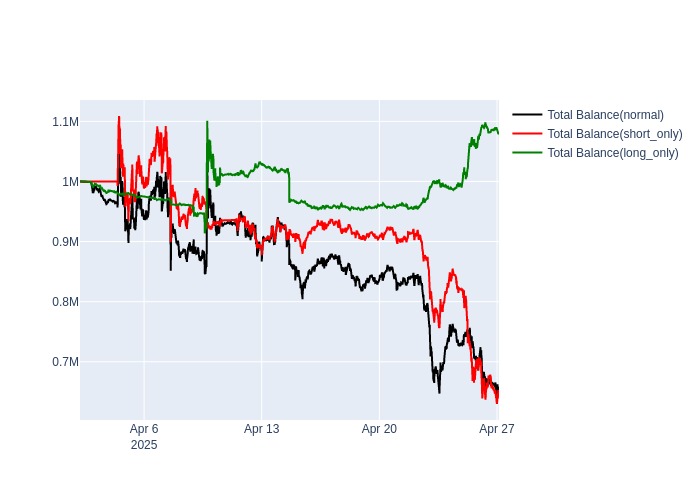 1.1M
1M
0.9M
0.8M
0.7M
Apr 6
2025
Apr 13
Apr 20
Apr 27
Total Balance(normal)
Total Balance(short_only)
Total Balance(long_only)